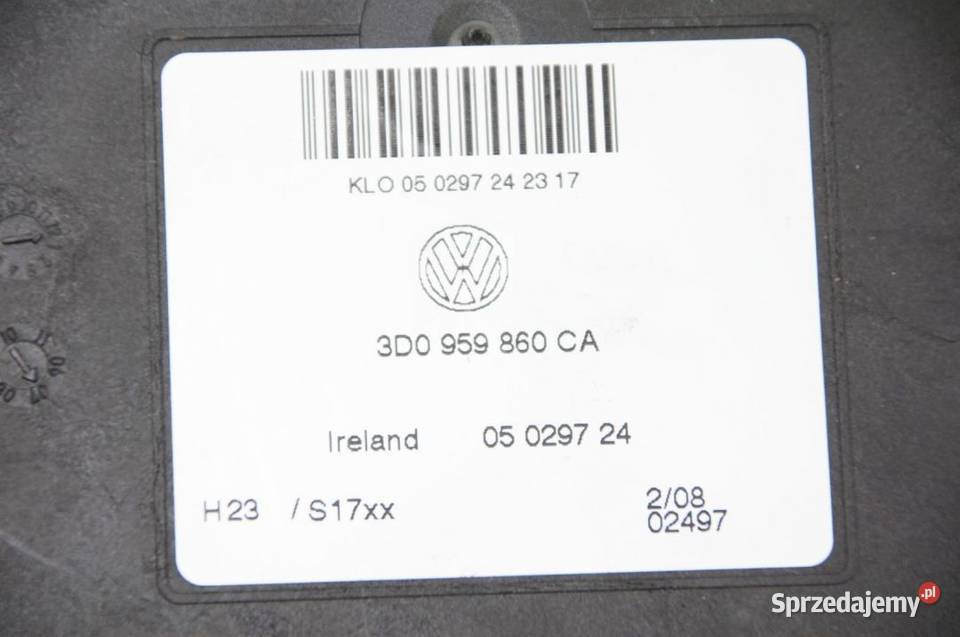 KLO 05 0297 24 2 23 17
3D0 959 860 CA
Ireland 05 0297 24
H23 / S17xx
2/08
02497
Sprzedajemy.pl